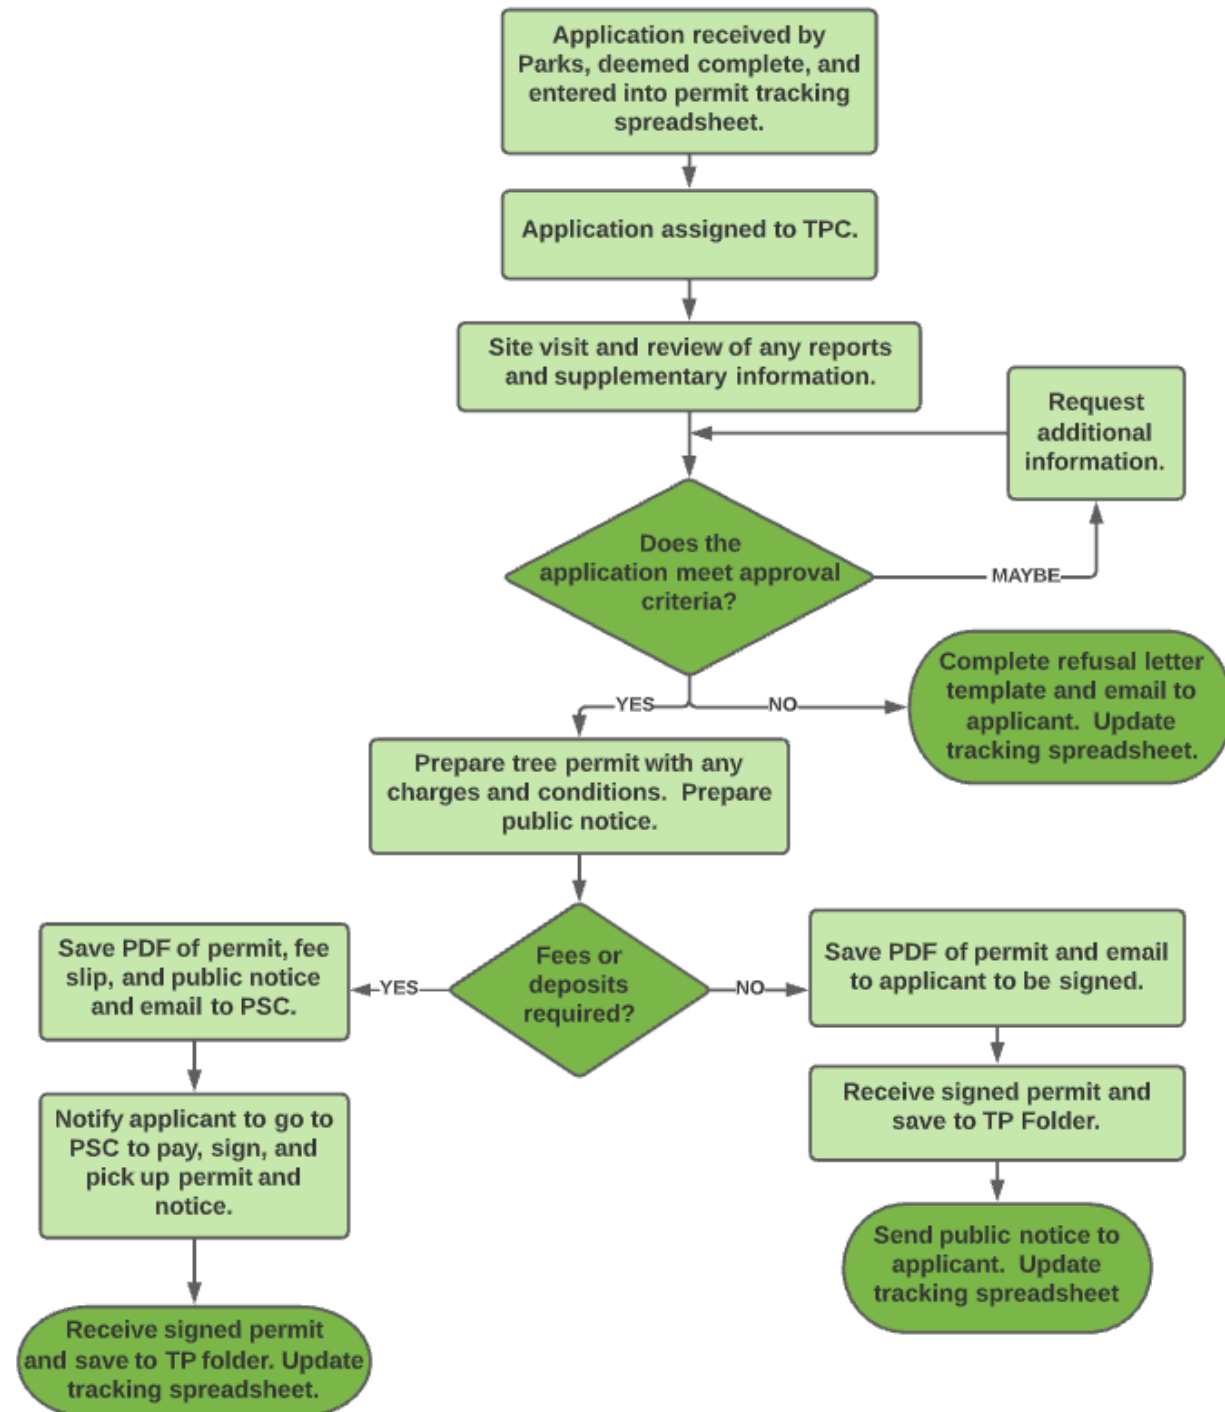 Application received by
Parks, deemed complete, and
entered into permit tracking
spreadsheet.
Application assigned to TPC.
Site visit and review of any reports
and supplementary information.
Request
additional
information.
Does the
application meet approval
criteria?
MAYBE
Complete refusal letter
template and email to
applicant.  Update
tracking spreadsheet.
YES
NO
Prepare tree permit with any
charges and conditions.  Prepare
public notice.
Fees or
deposits
required?
YES
NO
Save PDF of permit, fee
slip, and public notice
and email to PSC.
Notify applicant to go to
PSC to pay, sign, and
pick up permit and
notice.
Receive signed permit
and save to TP folder. Update
tracking spreadsheet.
Save PDF of permit and email
to applicant to be signed.
Receive signed permit and
save to TP Folder.
Send public notice to
applicant.  Update
tracking spreadsheet